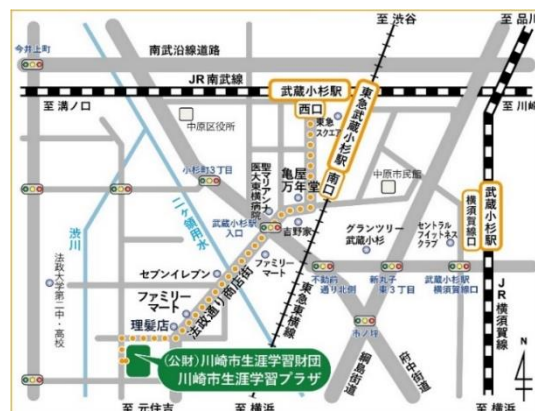 至 渋谷
至 品川
今井上町
南武沿線道路
JR南武線
武蔵小杉駅
西口
至 溝ノ口
至 川崎
東急スクエア
東急武蔵小杉駅
南口
中原区役所
小杉町3丁目
聖マリアンナ
医大東横病院
亀屋
万年堂
中原市民館
武蔵小杉駅
横須賀線口
武蔵小杉駅
入口
吉野家
グランツリー
武蔵小杉
セントラル
フィットネス
クラブ
二ヶ領用水
渋川
ファミリー
マート
セブンイレブン
法政通り商店街
不動前
通り北側
新丸子
東3丁目
武蔵小杉駅
横須賀線口
法政大学第二中・高校
ファミリー
マート
理髪店
東急東横線
市ノ坪
JR横須賀線
綱島街道
府中街道
(公財)川崎市生涯学習財団
川崎市生涯学習プラザ
N
至 元住吉
至 横浜
至 横浜